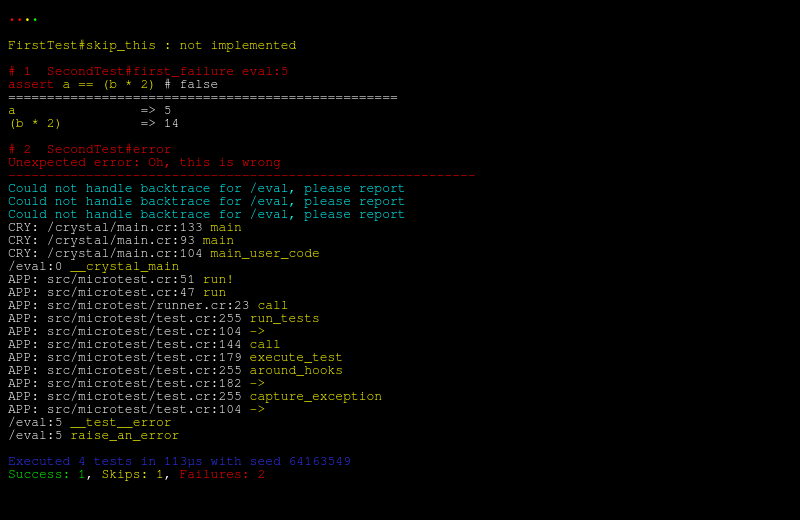 ....
FirstTest#skip_this : not implemented
# 1  SecondTest#first_failure eval:5
assert a == (b * 2) # false
==================================================
a                => 5
(b * 2)          => 14
# 2  SecondTest#error
Unexpected error: Oh, this is wrong
------------------------------------------------------------
Could not handle backtrace for /eval, please report
Could not handle backtrace for /eval, please report
Could not handle backtrace for /eval, please report
CRY: /crystal/main.cr:133 main
CRY: /crystal/main.cr:93 main
CRY: /crystal/main.cr:104 main_user_code
/eval:0 __crystal_main
APP: src/microtest.cr:51 run!
APP: src/microtest.cr:47 run
APP: src/microtest/runner.cr:23 call
APP: src/microtest/test.cr:255 run_tests
APP: src/microtest/test.cr:104 ->
APP: src/microtest/test.cr:144 call
APP: src/microtest/test.cr:179 execute_test
APP: src/microtest/test.cr:255 around_hooks
APP: src/microtest/test.cr:182 ->
APP: src/microtest/test.cr:255 capture_exception
APP: src/microtest/test.cr:104 ->
/eval:5 __test__error
/eval:5 raise_an_error
Executed 4 tests in 113µs with seed 64163549
Success: 1, Skips: 1, Failures: 2